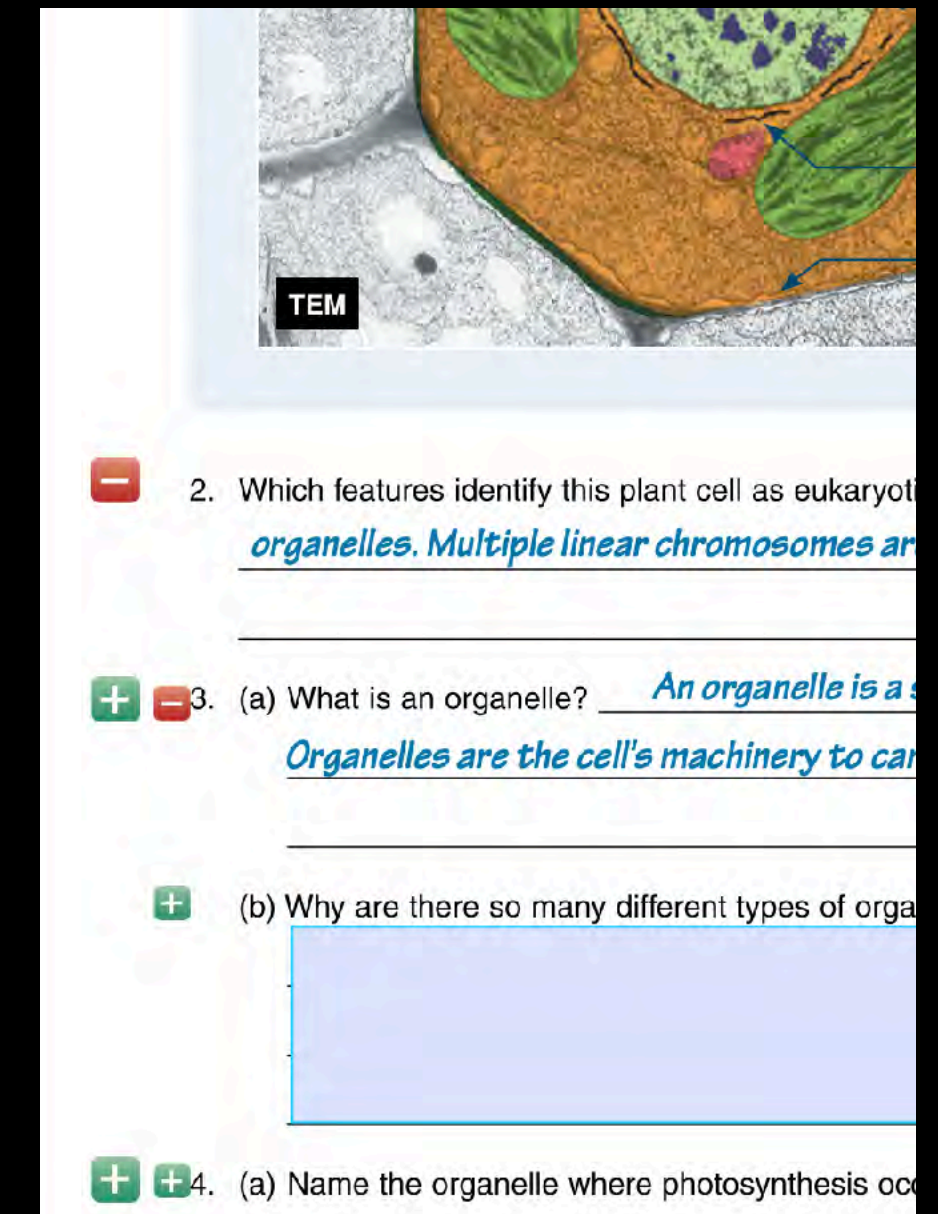 TEM
2. Which features identify this plant cell as eukaryoti
organelles. Multiple linear chromosomes ar
3. (a) What is an organelle? An organelle is a s
Organelles are the cell's machinery to car
(b) Why are there so many different types of orga
4. (a) Name the organelle where photosynthesis occ